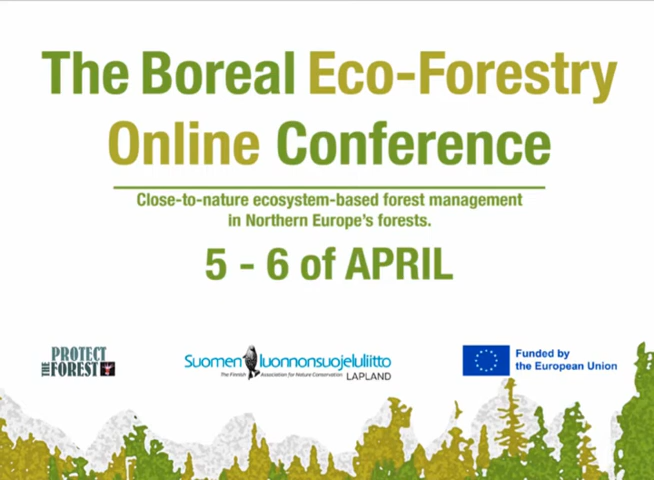 The Boreal Eco-Forestry
Online Conference
Close-to-nature ecosystem-based forest management
in Northern Europe's forests.
5 - 6 of APRIL
PROTECT
THE FOREST
Suomen luonnonsuojeluliitto
The Finnish Association for Nature Conservation LAPLAND
Funded by
the European Union